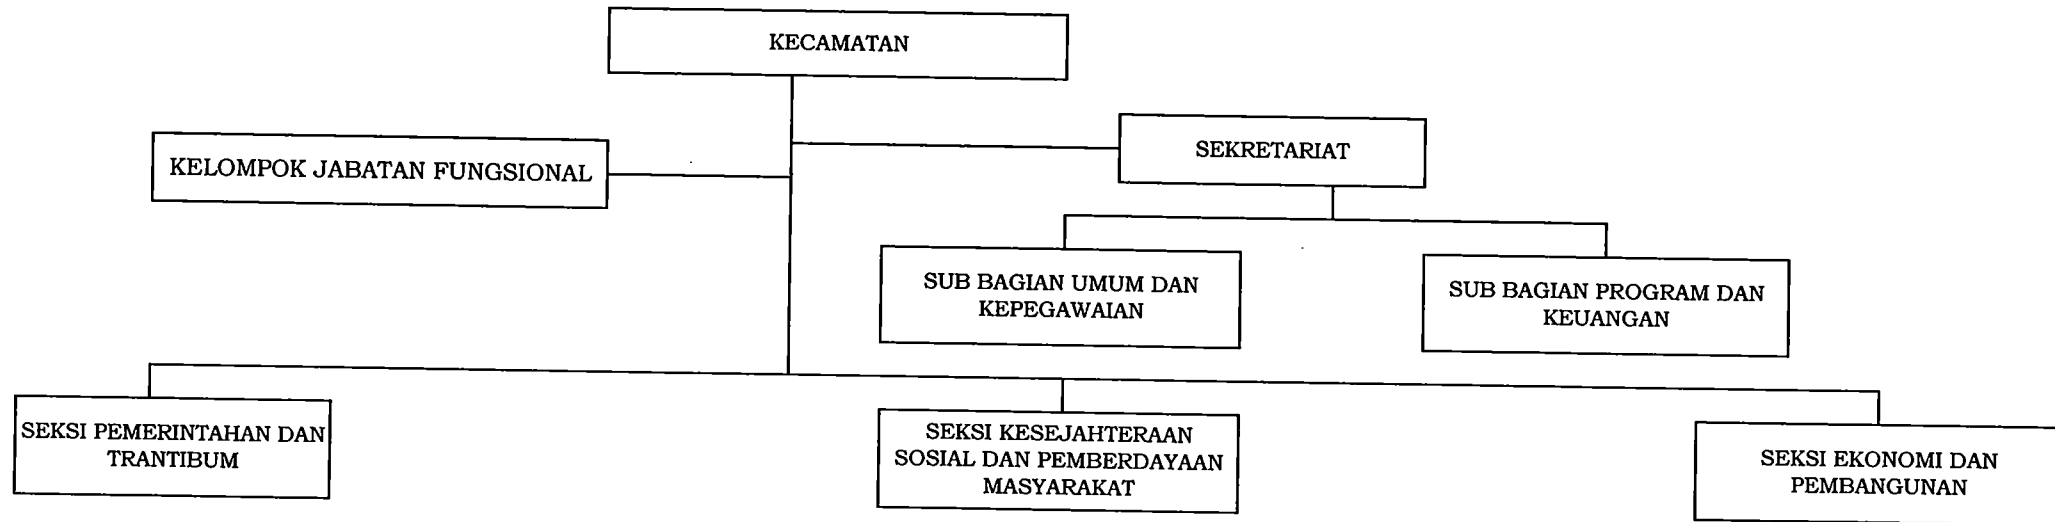 KECAMATAN
SEKRETARIAT
KELOMPOK JABATAN FUNGSIONAL
SUB BAGIAN UMUM DAN
KEPEGAWAIAN
SUB BAGIAN PROGRAM DAN
KEUANGAN
SEKSI PEMERINTAHAN DAN
TRANTIBUM
SEKSI KESEJAHTERAAN
SOSIAL DAN PEMBERDAYAAN
MASYARAKAT
SEKSI EKONOMI DAN
PEMBANGUNAN